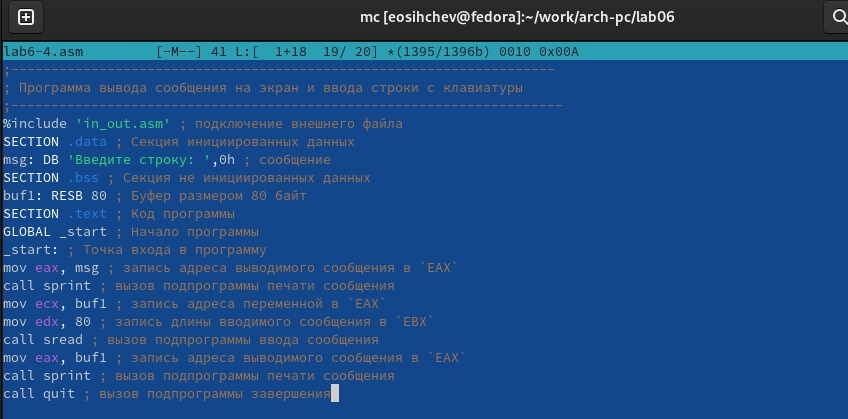 mc [eosihchev@fedora]:~/work/arch-pc/lab06
lab6-4.asm [-M--] 41 L:[ 1+18 19/ 20] *(1395/1396b) 0010 0x00A
;--------------------------------------------------------------------
; Программа вывода сообщения на экран и ввода строки с клавиатуры
;---------------------------------------------------------------------
%include 'in_out.asm' ; подключение внешнего файла
SECTION .data ; Секция инициированных данных
msg: DB 'Введите строку: ',0h ; сообщение
SECTION .bss ; Секция не инициированных данных
buf1: RESB 80 ; Буфер размером 80 байт
SECTION .text ; Код программы
GLOBAL _start ; Начало программы
_start: ; Точка входа в программу
mov eax, msg ; запись адреса выводимого сообщения в `EAX`
call sprint ; вызов подпрограммы печати сообщения
mov ecx, buf1 ; запись адреса переменной в `EAX`
mov edx, 80 ; запись длины вводимого сообщения в `EBX`
call sread ; вызов подпрограммы ввода сообщения
mov eax, buf1 ; запись адреса выводимого сообщения в `EAX`
call sprint ; вызов подпрограммы печати сообщения
call quit ; вызов подпрограммы завершения